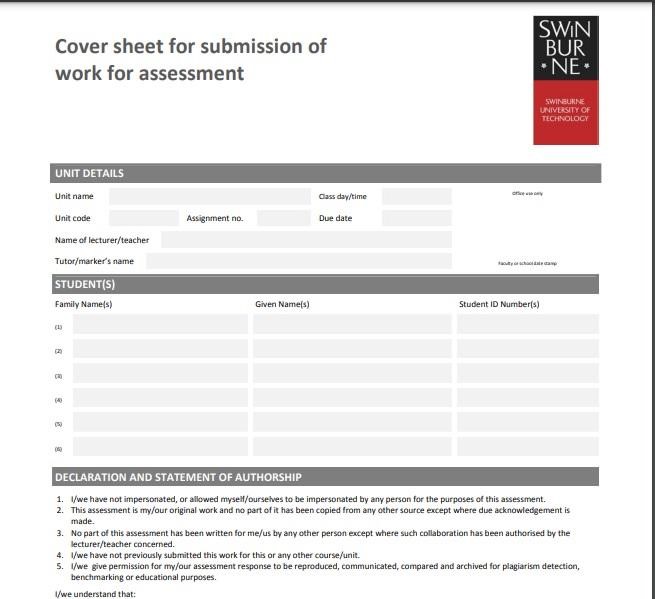 Cover sheet for submission of
work for assessment
SWiN
BUR
* NE *
SWINBURNE
UNIVERSITY OF
TECHNOLOGY
UNIT DETAILS
Unit name
Class day/time
Office use only
Unit code
Assignment no.
Due date
Name of lecturer/teacher
Tutor/marker's name
Faculty or school date stamp
STUDENT(S)
Family Name(s)
Given Name(s)
Student ID Number(s)
(1)
(2)
(3)
(4)
(5)
(6)
DECLARATION AND STATEMENT OF AUTHORSHIP
1. I/we have not impersonated, or allowed myself/ourselves to be impersonated by any person for the purposes of this assessment.
2. This assessment is my/our original work and no part of it has been copied from any other source except where due acknowledgement is
made.
3. No part of this assessment has been written for me/us by any other person except where such collaboration has been authorised by the
lecturer/teacher concerned.
4. I/we have not previously submitted this work for this or any other course/unit.
5. I/we give permission for my/our assessment response to be reproduced, communicated, compared and archived for plagiarism detection,
benchmarking or educational purposes.
I/we understand that: